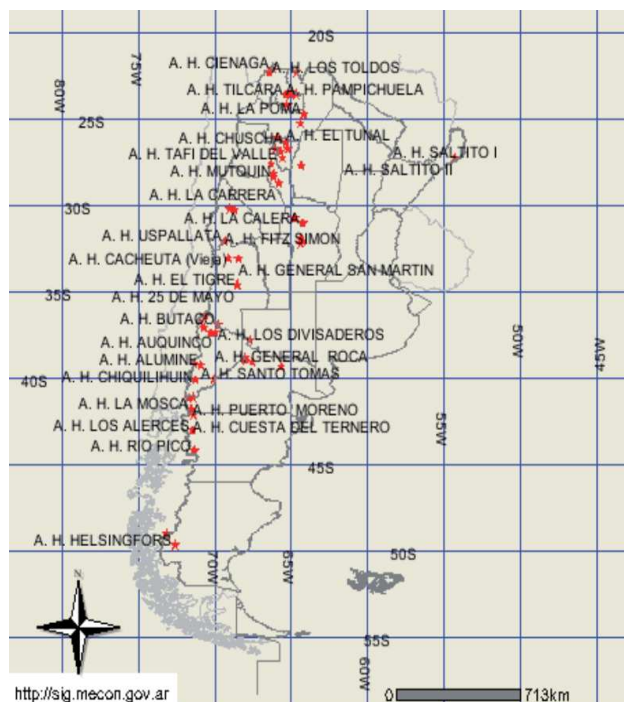 20S
75W
80W
A. H. CIENAGA
A. H. LOS TOLDOS
A. H. TILCARA
A. H. PAMPICHUELA
A. H. LA POMA
25S
A. H. CHUSCHA
A. H. EL TUNAL
A. H. TAFI DEL VALLE
A. H. SALTITO I
A. H. MUTQUIN
A. H. SALTITO II
A. H. LA CARRERA
30S
A. H. LA CALERA
A. H. USPALLATA
A. H. FITZ SIMON
A. H. CACHEUTA (Vieja)
A. H. GENERAL SAN MARTIN
A. H. EL TIGRE
35S
A. H. 25 DE MAYO
A. H. BUTACO
A. H. LOS DIVISADEROS
A. H. AUQUINCO
50W
45W
A. H. ALUMINE
A. H. GENERAL ROCA
40S
A. H. CHIQUILIHUIN
A. H. SANTO TOMAS
A. H. LA MOSCA
A. H. PUERTO MORENO
55W
A. H. LOS ALERCES
A. H. CUESTA DEL TERNERO
A. H. RIO PICO
45S
A. H. HELSINGFORS
70W
65W
50S
N
55S
60W
http://sig.mecon.gov.ar
0 713km